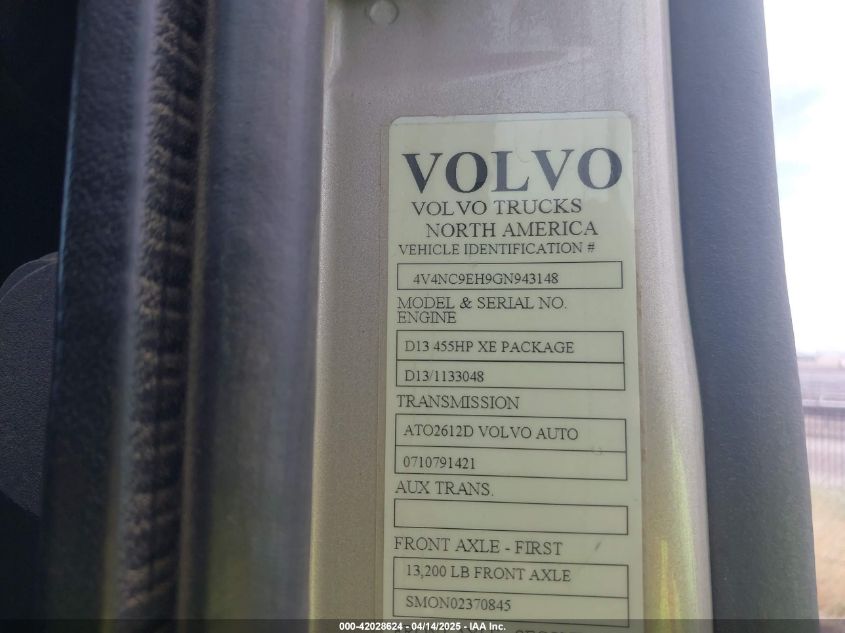 VOLVO
VOLVO TRUCKS
NORTH AMERICA
VEHICLE IDENTIFICATION #
4V4NC9EH9GN943148
MODEL & SERIAL NO.
ENGINE
D13 455HP XE PACKAGE
D13/1133048
TRANSMISSION
ATO2612D VOLVO AUTO
0710791421
AUX TRANS.
FRONT AXLE - FIRST
13,200 LB FRONT AXLE
SMON02370845
000-42028624 - 04/14/2025 - IAA Inc.